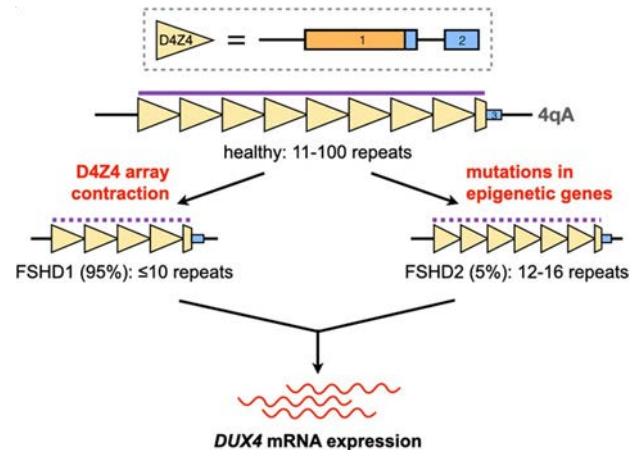 D4Z4 = 1 2
3 4qA
healthy: 11-100 repeats
D4Z4 array
contraction
mutations in
epigenetic genes
FSHD1 (95%): ≤10 repeats
FSHD2 (5%): 12-16 repeats
DUX4 mRNA expression